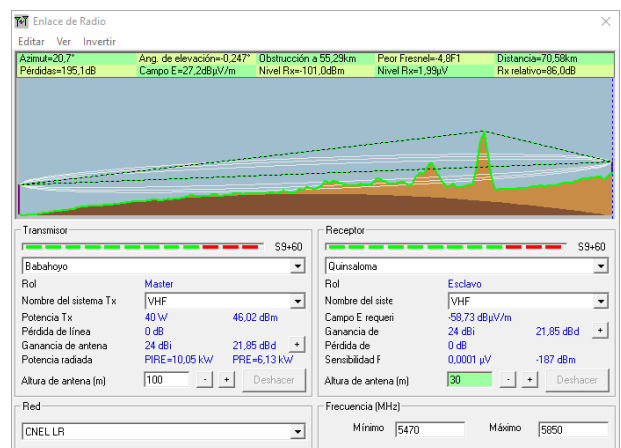 Enlace de Radio
Editar Ver Invertir
Azimut=20,7° Ang. de elevación=-0,247° Obstrucción a 55,29km Peor Fresnel=-4,8F1 Distancia=70,58km
Pérdidas=195,1dB Campo E=27,2dBµV/m Nivel Rx=-101,0dBm Nivel Rx=1,99µV Rx relativo=86,0dB
Transmisor Receptor
S9+60 S9+60
Babahoyo Quinsaloma
Rol Master Rol Esclavo
Nombre del sistema Tx VHF Nombre del siste VHF
Potencia Tx 40 W 46,02 dBm Campo E requeri -58,73 dBµV/m
Pérdida de línea 0 dB Ganancia de 24 dBi 21,85 dBd +
Ganancia de antena 24 dBi 21,85 dBd + Pérdida de 0 dB
Potencia radiada PIRE=10,05 kW PRE=6,13 kW Sensibilidad F 0,0001 µV -187 dBm
Altura de antena (m) 100 - + Deshacer Altura de antena (m) 30 - + Deshacer
Red Frecuencia (MHz)
CNEL LR Mínimo 5470 Máximo 5850